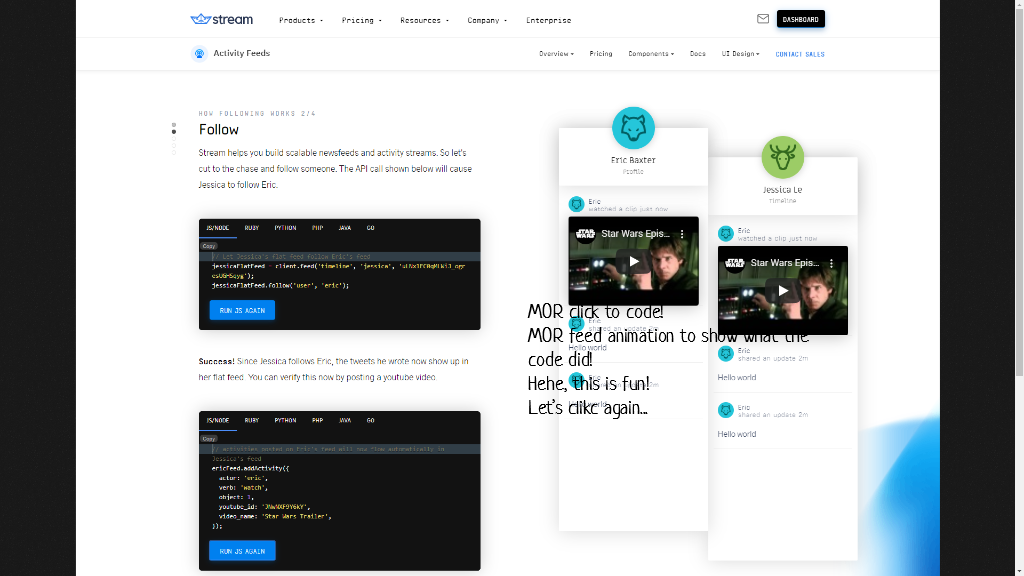 stream
Products
Pricing
Resources
Company
Enterprise
DASHBOARD
Activity Feeds
Overview
Pricing
Components
Docs
UI Design
CONTACT SALES
HOW FOLLOWING WORKS 2/4
Follow
Stream helps you build scalable newsfeeds and activity streams. So let's
cut to the chase and follow someone. The API call shown below will cause
Jessica to follow Eric.
JS/NODE RUBY PYTHON PHP JAVA GO
Copy
// Let Jessica's flat feed follow Eric's feed
jessicaFlatFeed = client.feed('timeline', 'jessica',
jessicaFlatFeed.follow('user', 'eric');
RUN JS AGAIN
Success! Since Jessica follows Eric, the tweets he wrote now show up in
her flat feed. You can verify this now by posting a youtube video.
JS/NODE RUBY PYTHON PHP JAVA GO
Copy
// activities posted on Eric's feed will now flow automatically in
Jessica's feed
ericFeed.addActivity({
actor: 'eric',
verb: 'watch',
object: 1,
youtube_id:
video_name: 'Star Wars Trailer',
});
RUN JS AGAIN
Eric Baxter
Profile
Eric
watched a clip just now
STAR WARS
Star Wars Epis...
Eric
shared an update 2m
Hello world
Jessica Le
timeline
Eric
watched a clip just now
STAR WARS
Star Wars Epis...
Eric
shared an update 2m
Hello world
Eric
shared an update 2m
Hello world
MOR click to code!
MOR feed animation to show what the
code did!
Hehe, this is fun!
Let's clikc again...